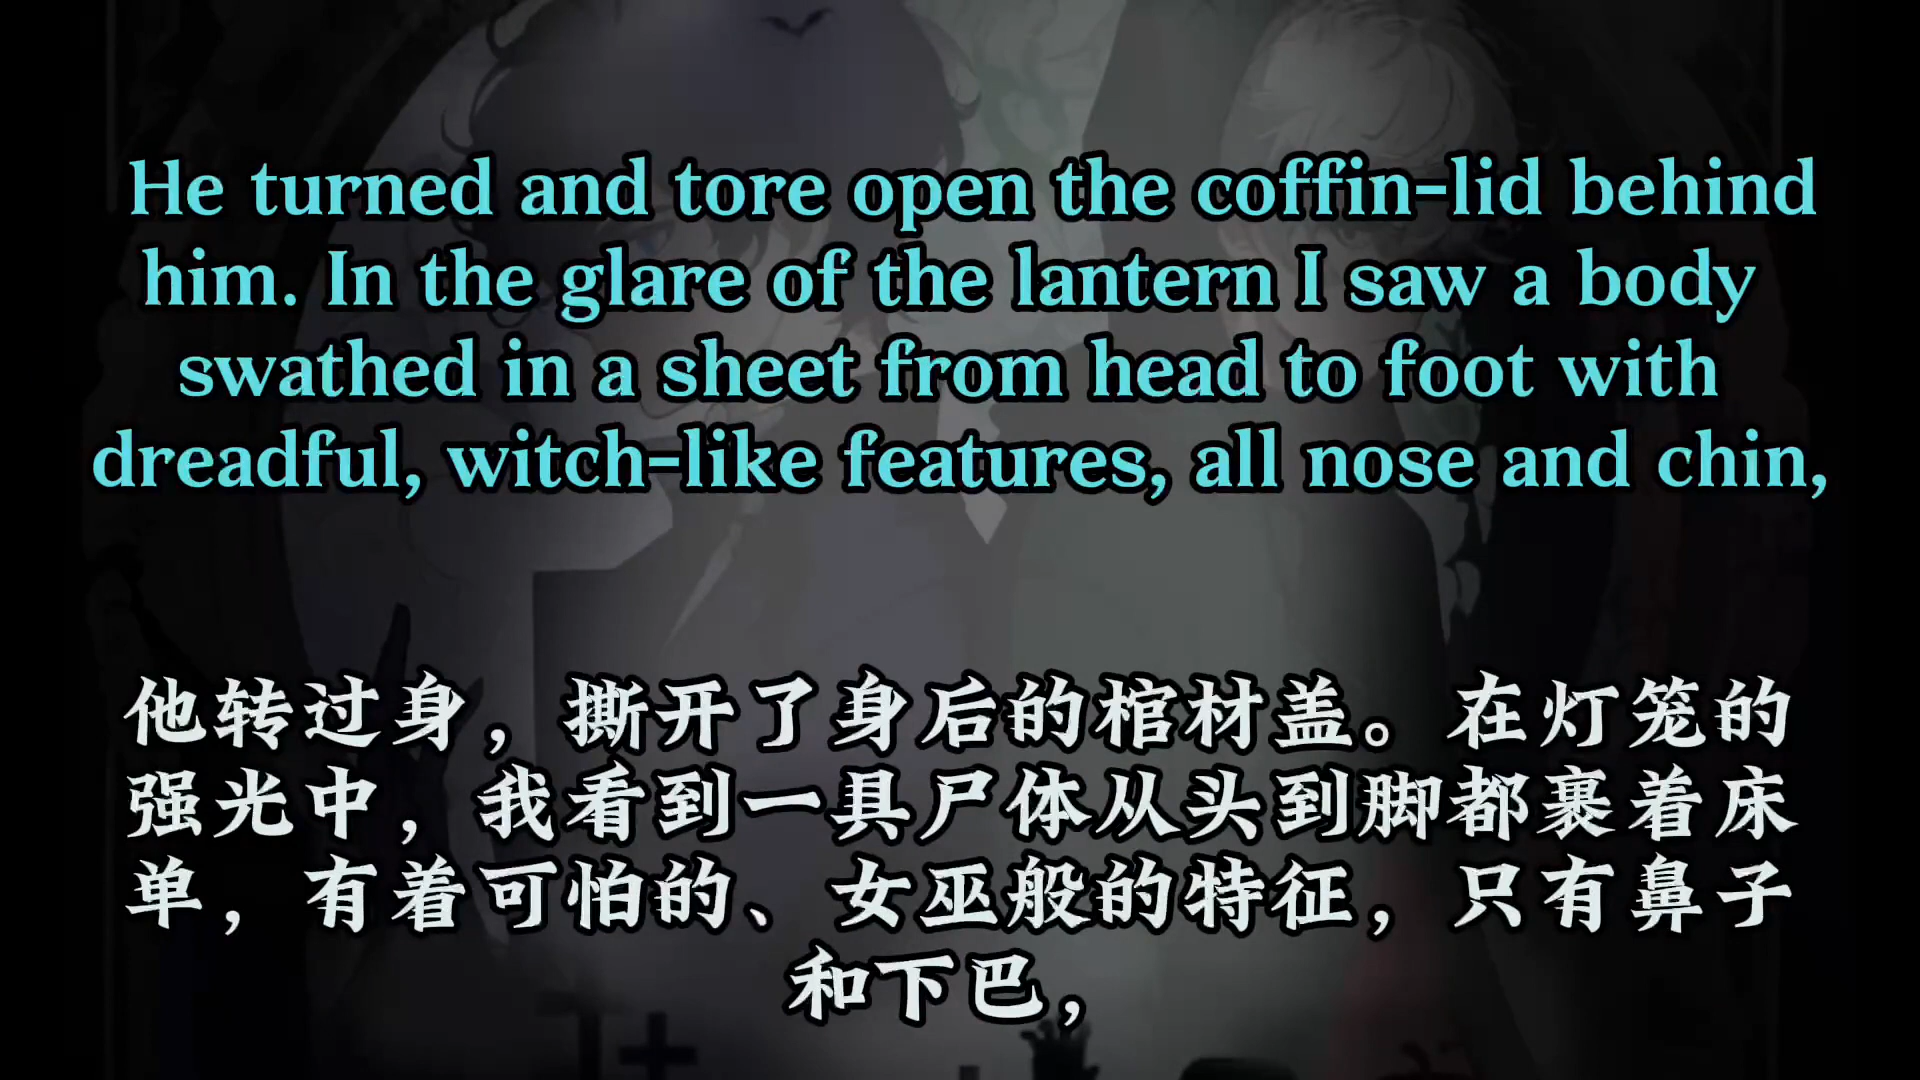 He turned and tore open the coffin-lid behind
him. In the glare of the lantern I saw a body
swathed in a sheet from head to foot with
dreadful, witch-like features, all nose and chin,
他转过身，撕开了身后的棺材盖。在灯笼的
强光中，我看到一具尸体从头到脚都裹着床
单，有着可怕的、女巫般的特征，只有鼻子
和下巴，